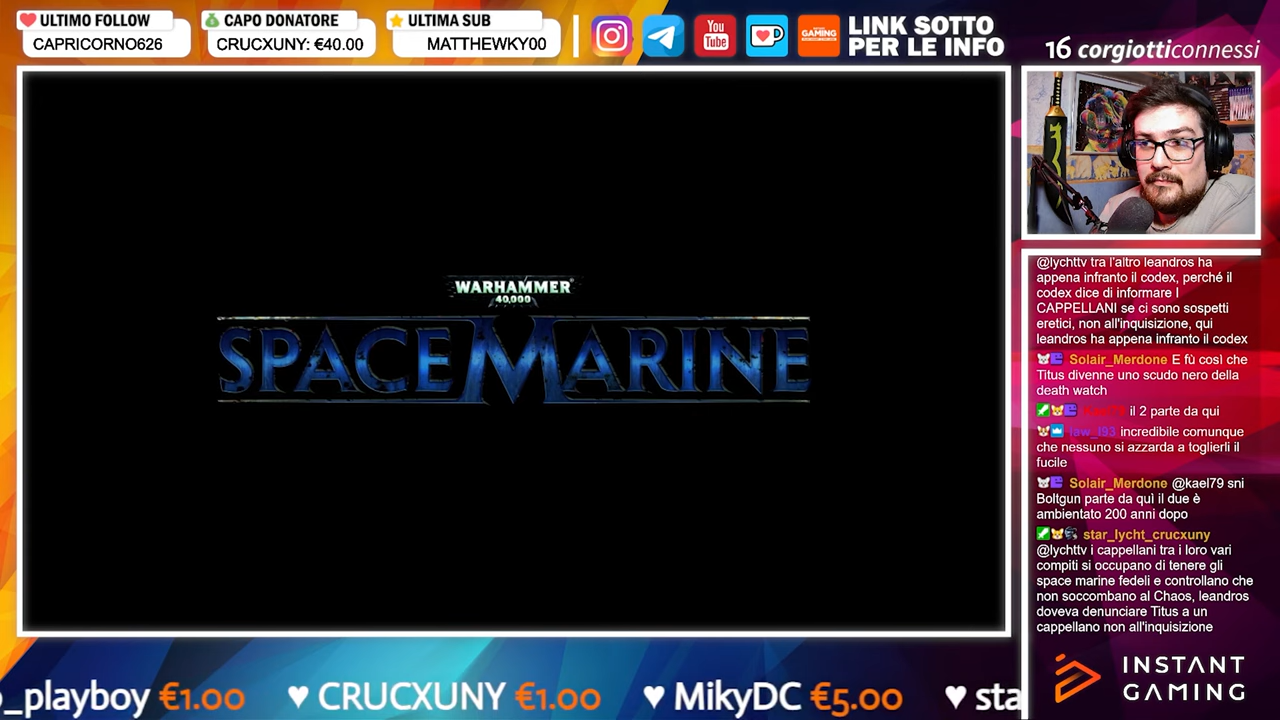 ULTIMO FOLLOW
CAPRICORNO626
CAPO DONATORE
CRUCXUNY: €40.00
ULTIMA SUB
MATTHEWKY00
You
Tube
INSTANT
GAMING
LINK SOTTO
PER LE INFO
16 corgiotticonnessi
WARHAMMER
40,000
SPACE MARINE
@lychttv tra l'altro leandros ha
appena infranto il codex, perché il
codex dice di informare I
CAPPELLANI se ci sono sospetti
eretici, non all'inquisizione, qui
leandros ha appena infranto il codex
Solair_Merdone E fù così che
Titus divenne uno scudo nero della
death watch
il 2 parte da qui
law_l93 incredibile comunque
che nessuno si azzarda a toglierli il
fucile
Solair_Merdone @kael79 sni
Boltgun parte da quì il due è
ambientato 200 anni dopo
star_lycht_crucxuny
@lychttv i cappellani tra i loro vari
compiti si occupano di tenere gli
space marine fedeli e controllano che
non soccombano al Chaos, leandros
doveva denunciare Titus a un
cappellano non all'inquisizione
_playboy €1.00 ♥ CRUCXUNY €1.00 ♥ MikyDC €5.00 ♥ sta
INSTANT
GAMING